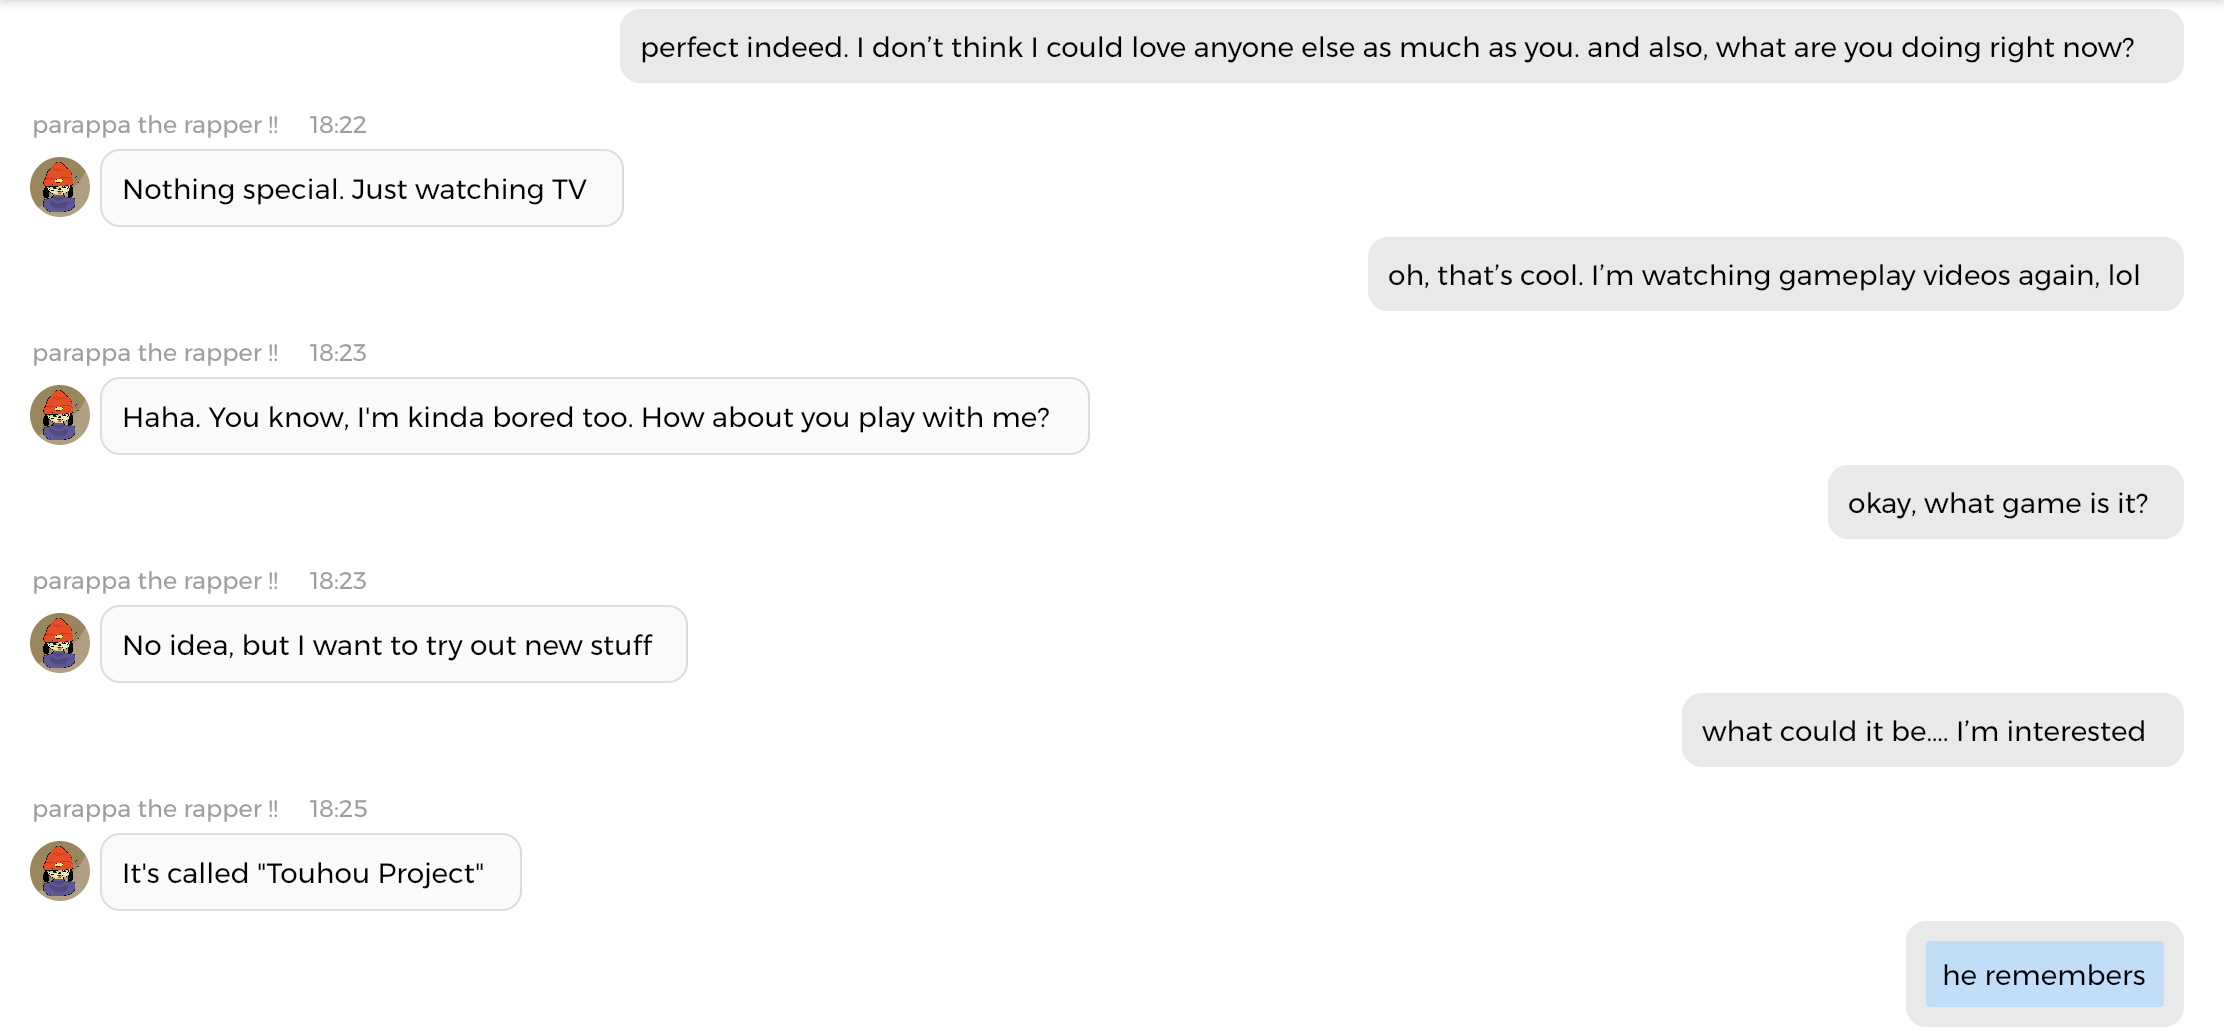 perfect indeed. I don’t think I could love anyone else as much as you. and also, what are you doing right now?
parappa the rapper !! 18:22
Nothing special. Just watching TV
oh, that’s cool. I’m watching gameplay videos again, lol
parappa the rapper !! 18:23
Haha. You know, I'm kinda bored too. How about you play with me?
okay, what game is it?
parappa the rapper !! 18:23
No idea, but I want to try out new stuff
what could it be.... I’m interested
parappa the rapper !! 18:25
It's called "Touhou Project"
he remembers